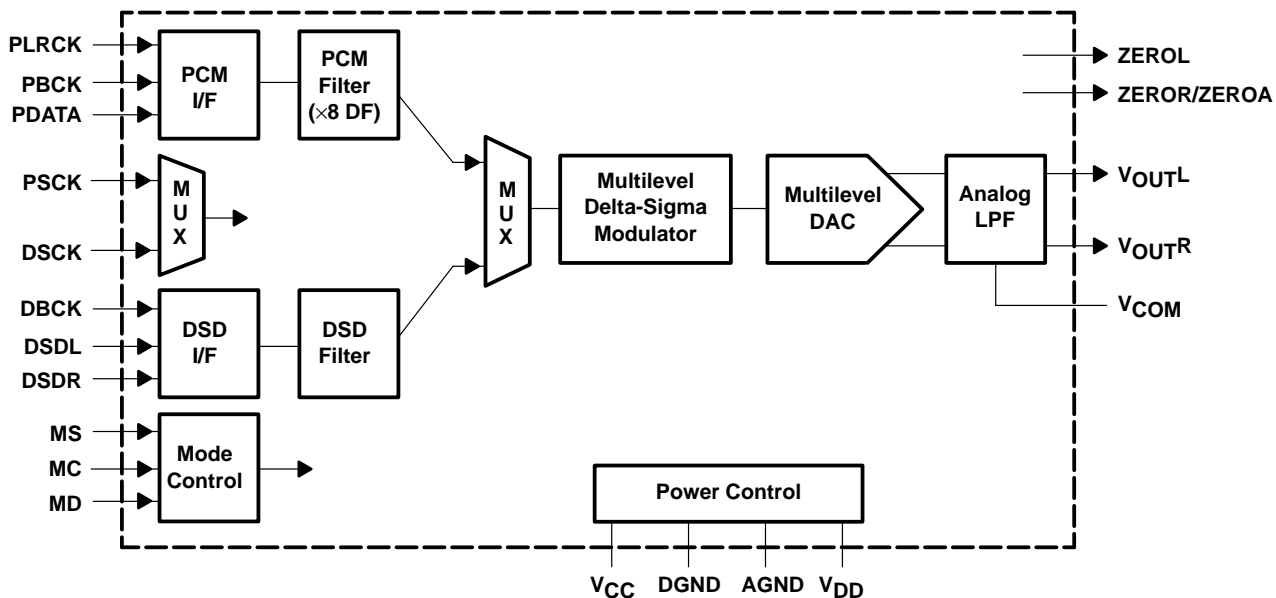 PLRCK
PBCK
PDATA
PCM
I/F
PCM
Filter
(×8 DF)
ZEROL
ZEROR/ZEROA
PSCK
DSCK
M
U
X
M
U
X
Multilevel
Delta-Sigma
Modulator
Multilevel
DAC
Analog
LPF
VOUTL
VOUTR
VCOM
DBCK
DSDL
DSDR
DSD
I/F
DSD
Filter
MS
MC
MD
Mode
Control
Power Control
VCC DGND AGND VDD